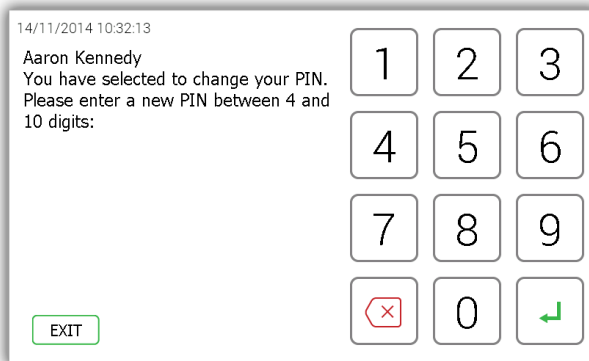 14/11/2014 10:32:13
Aaron Kennedy
You have selected to change your PIN.
Please enter a new PIN between 4 and
10 digits:
1 2 3
4 5 6
7 8 9
0
EXIT